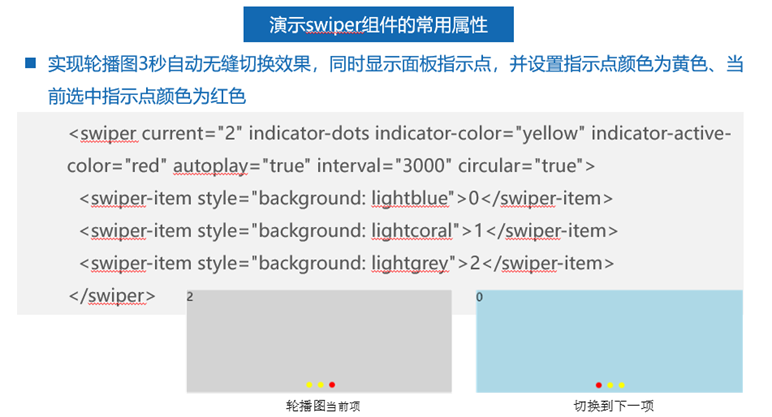 演示swiper组件的常用属性
实现轮播图3秒自动无缝切换效果，同时显示面板指示点，并设置指示点颜色为黄色、当
前选中指示点颜色为红色
<swiper current="2" indicator-dots indicator-color="yellow" indicator-active-
color="red" autoplay="true" interval="3000" circular="true">
<swiper-item style="background: lightblue">0</swiper-item>
<swiper-item style="background: lightcoral">1</swiper-item>
<swiper-item style="background: lightgrey">2</swiper-item>
</swiper>
2
0
轮播图当前项
切换到下一项